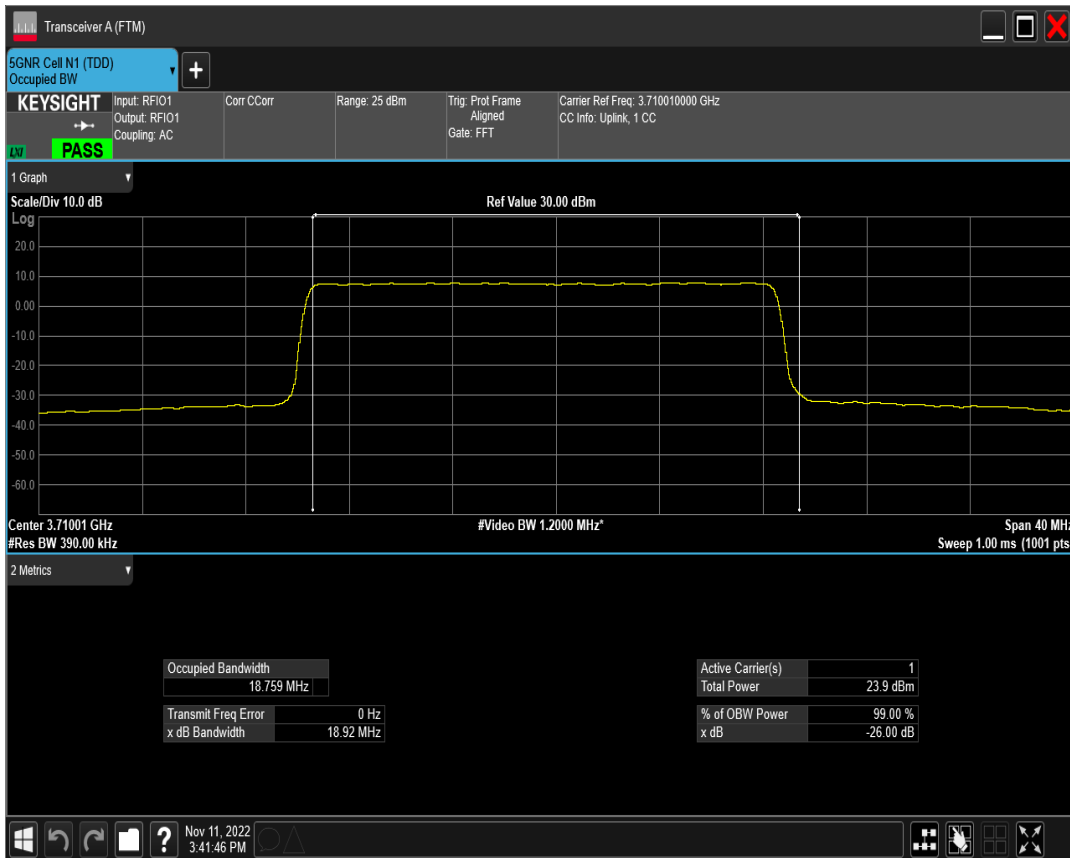 Transceiver A (FTM)
5GNR Cell N1 (TDD)
Occupied BW
+
KEYSIGHT
Input: RFIO1
Output: RFIO1
Coupling: AC
Corr CCorr
Range: 25 dBm
Trig: Prot Frame
Aligned
Gate: FFT
Carrier Ref Freq: 3.710010000 GHz
CC Info: Uplink, 1 CC
LXI
PASS
1 Graph
Scale/Div 10.0 dB
Ref Value 30.00 dBm
Log
20.0
10.0
0.00
-10.0
-20.0
-30.0
-40.0
-50.0
-60.0
Center 3.71001 GHz
#Video BW 1.2000 MHz*
Span 40 MHz
#Res BW 390.00 kHz
Sweep 1.00 ms (1001 pts
2 Metrics
Occupied Bandwidth
18.759 MHz
Transmit Freq Error 0 Hz
x dB Bandwidth 18.92 MHz
Active Carrier(s) 1
Total Power 23.9 dBm
% of OBW Power 99.00 %
x dB -26.00 dB
?
Nov 11, 2022
3:41:46 PM